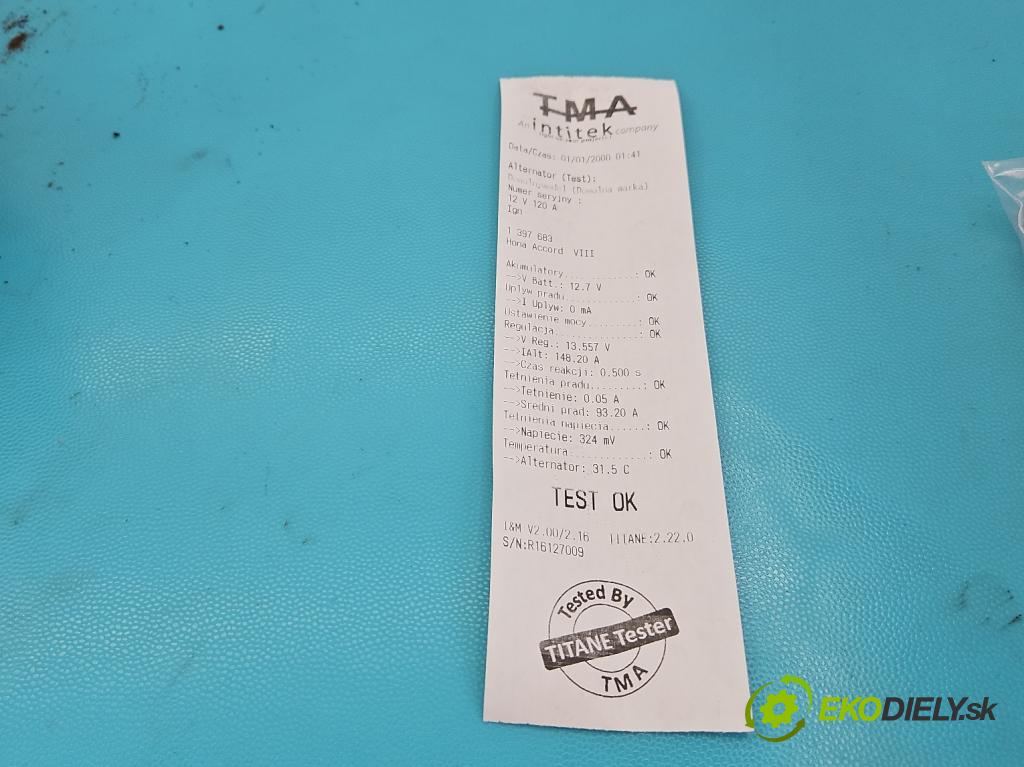 TMA
An intitek company
Data/Czas: 01/01/2000 01:41
Alternator (Test):
(Dowolna marka)
Numer seryjny :
12 V 120 A
Ign
1 397 683
Hona Accord VIII
Akumulatory..............: OK
-->V Batt.: 12.7 V
Uplyw pradu..............: OK
-->I Uplyw: 0 mA
Ustawienie mocy..........: OK
Regulacja................: OK
-->V Reg.: 13.557 V
-->IAlt: 148.20 A
-->Czas reakcji: 0.500 s
Tetnienia pradu.........: OK
-->Tetnienie: 0.05 A
-->Sredni prad: 93.20 A
Tetnienia napiecia......: OK
-->Napiecie: 324 mV
Temperatura.............: OK
-->Alternator: 31.5 C
TEST OK
I&M V2.00/2.16 TITANE:2.22.0
S/N:R16127009
Tested By
TITANE Tester
TMA
EKODIELY.sk